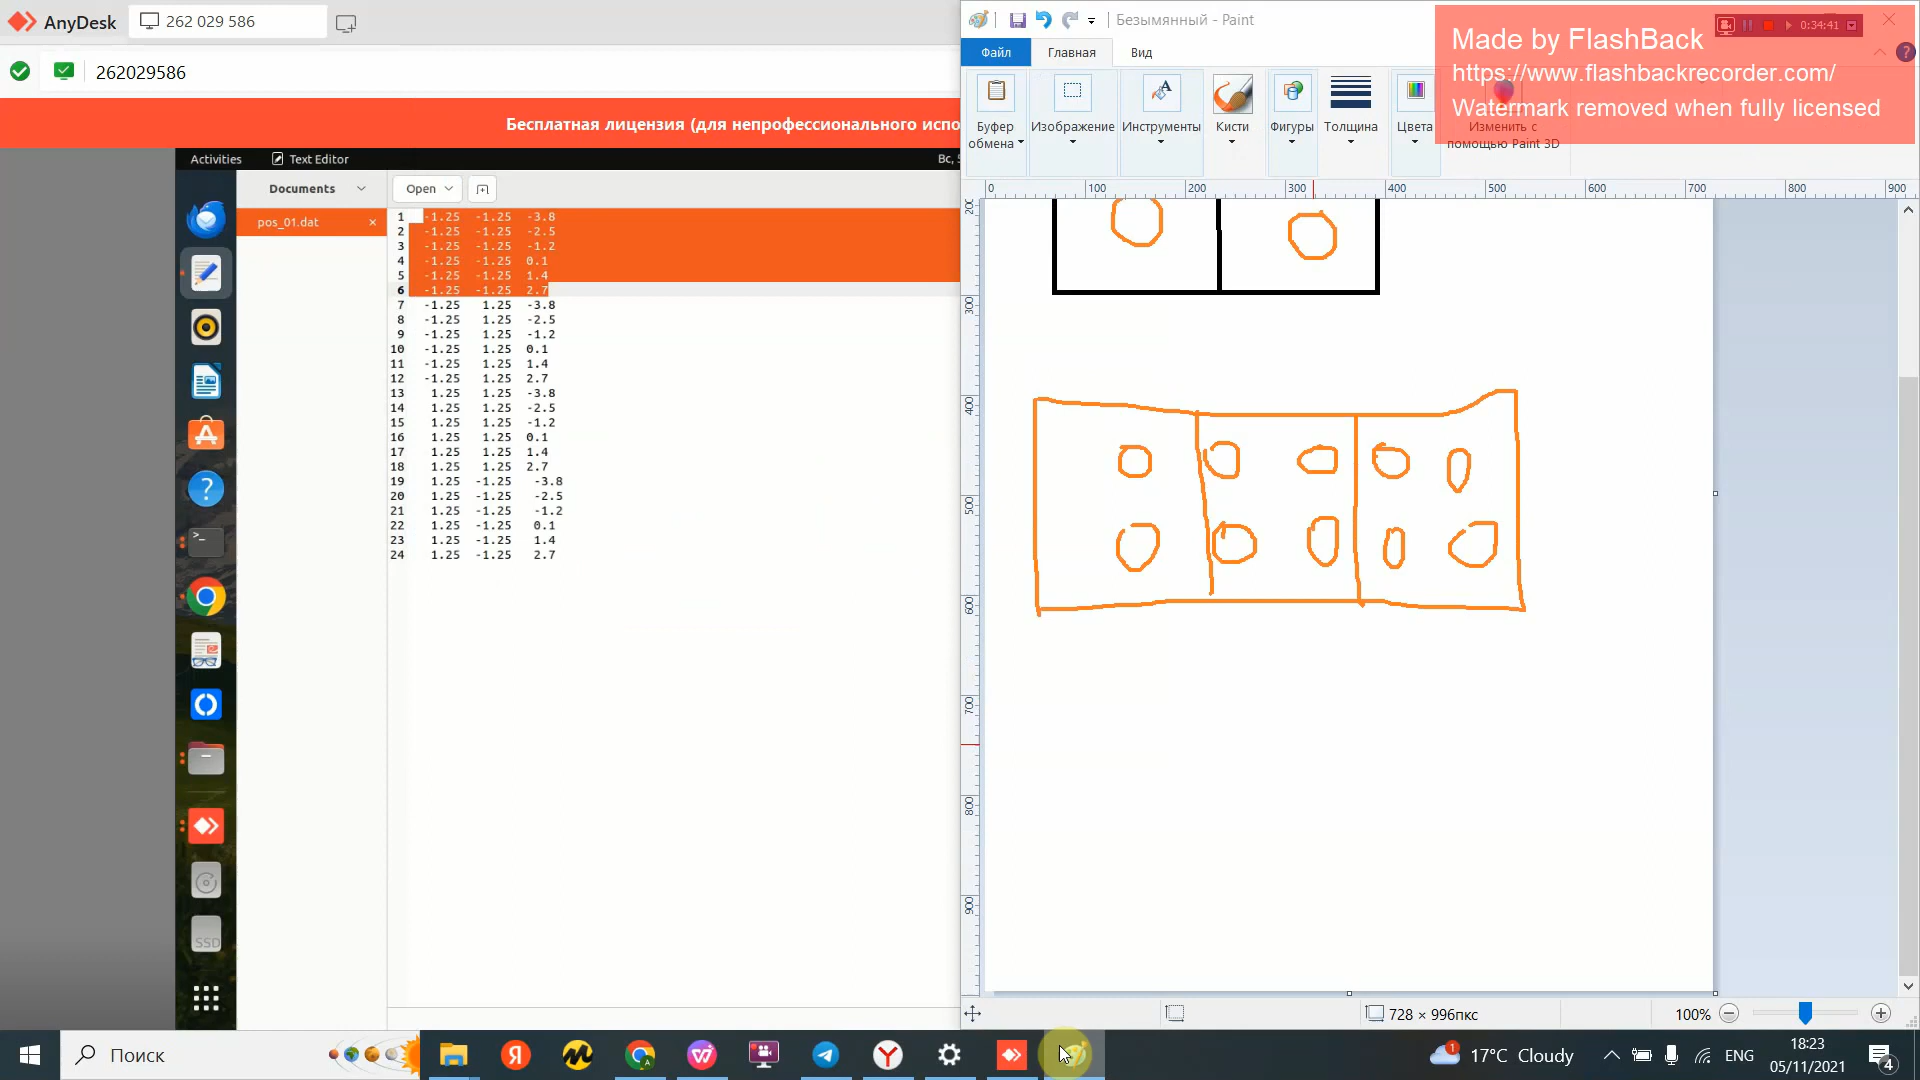 AnyDesk
262 029 586
262029586
Бесплатная лицензия (для непрофессионального испо
Activities
Text Editor
Вс, 5
Documents
Open
pos_01.dat
1 -1.25 -1.25 -3.8
2 -1.25 -1.25 -2.5
3 -1.25 -1.25 -1.2
4 -1.25 -1.25 0.1
5 -1.25 -1.25 1.4
6 -1.25 -1.25 2.7
7 -1.25 1.25 -3.8
8 -1.25 1.25 -2.5
9 -1.25 1.25 -1.2
10 -1.25 1.25 0.1
11 -1.25 1.25 1.4
12 -1.25 1.25 2.7
13 1.25 1.25 -3.8
14 1.25 1.25 -2.5
15 1.25 1.25 -1.2
16 1.25 1.25 0.1
17 1.25 1.25 1.4
18 1.25 1.25 2.7
19 1.25 -1.25 -3.8
20 1.25 -1.25 -2.5
21 1.25 -1.25 -1.2
22 1.25 -1.25 0.1
23 1.25 -1.25 1.4
24 1.25 -1.25 2.7
SSD
Безымянный - Paint
0:34:41
Made by FlashBack
https://www.flashbackrecorder.com/
Watermark removed when fully licensed
Файл
Главная
Вид
Буфер обмена
Изображение
Инструменты
Кисти
Фигуры
Толщина
Цвета
Изменить с помощью Paint 3D
0 100 200 300 400 500 600 700 800 900
300
400
500
600
700
800
900
728 × 996пкс
100%
Поиск
17°C Cloudy
ENG
18:23
05/11/2021
4